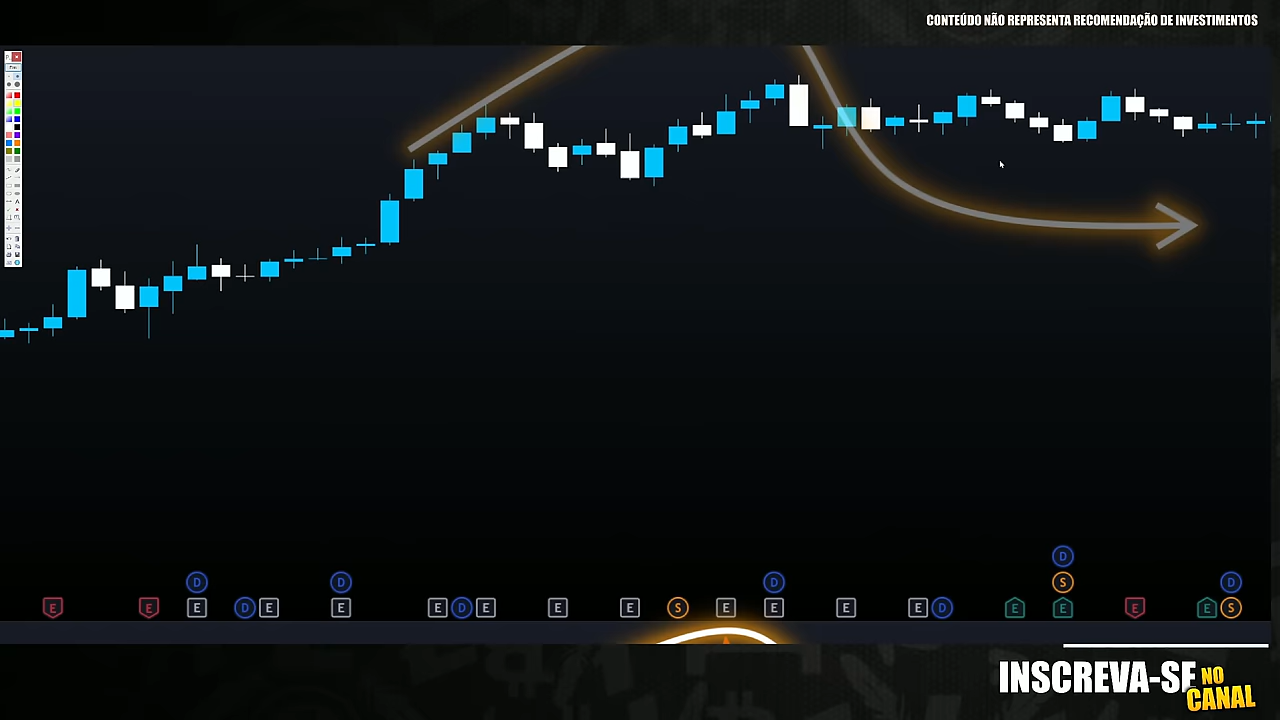 CONTEÚDO NÃO REPRESENTA RECOMENDAÇÃO DE INVESTIMENTOS
D
D D S D
E E E D E E E D E E E S E E E E D E E E E S
INSCREVA-SE NO
CANAL